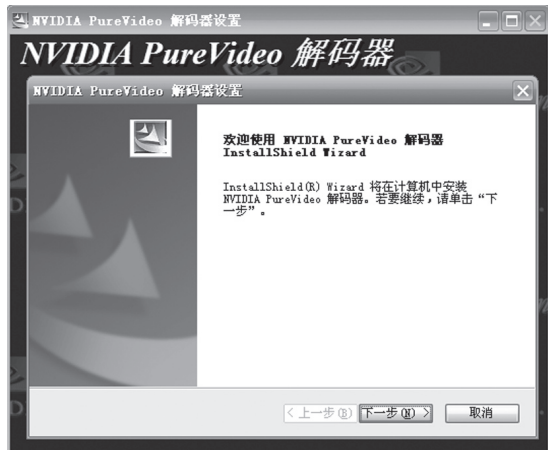 NVIDIA PureVideo 解码器设置
NVIDIA PureVideo 解码器
NVIDIA PureVideo 解码器设置
欢迎使用 NVIDIA PureVideo 解码器
InstallShield Wizard
InstallShield(R) Wizard 将在计算机中安装
NVIDIA PureVideo 解码器。若要继续，请单击“下
一步”。
< 上一步(B) 下一步(N) > 取消